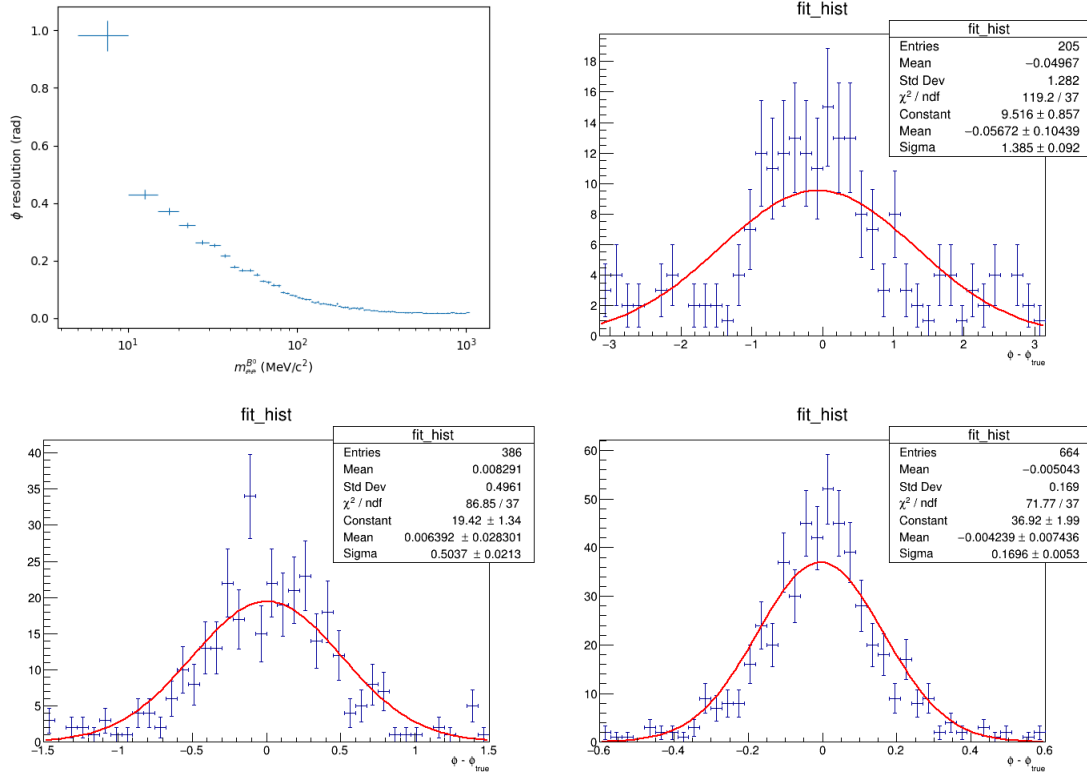 φ resolution (rad)
1.0
0.8
0.6
0.4
0.2
0.0
10¹ 10² 10³
m_ee^B⁰ (MeV/c²)
fit_hist
fit_hist
Entries 205
Mean −0.04967
Std Dev 1.282
χ² / ndf 119.2 / 37
Constant 9.516 ± 0.857
Mean −0.05672 ± 0.10439
Sigma 1.385 ± 0.092
18
16
14
12
10
8
6
4
2
0
−3 −2 −1 0 1 2 3
φ - φ_true
fit_hist
fit_hist
Entries 386
Mean 0.008291
Std Dev 0.4961
χ² / ndf 86.85 / 37
Constant 19.42 ± 1.34
Mean 0.006392 ± 0.028301
Sigma 0.5037 ± 0.0213
40
35
30
25
20
15
10
5
0
−1.5 −1 −0.5 0 0.5 1 1.5
φ - φ_true
fit_hist
fit_hist
Entries 664
Mean −0.005043
Std Dev 0.169
χ² / ndf 71.77 / 37
Constant 36.92 ± 1.99
Mean −0.004239 ± 0.007436
Sigma 0.1696 ± 0.0053
60
50
40
30
20
10
0
−0.6 −0.4 −0.2 0 0.2 0.4 0.6
φ - φ_true